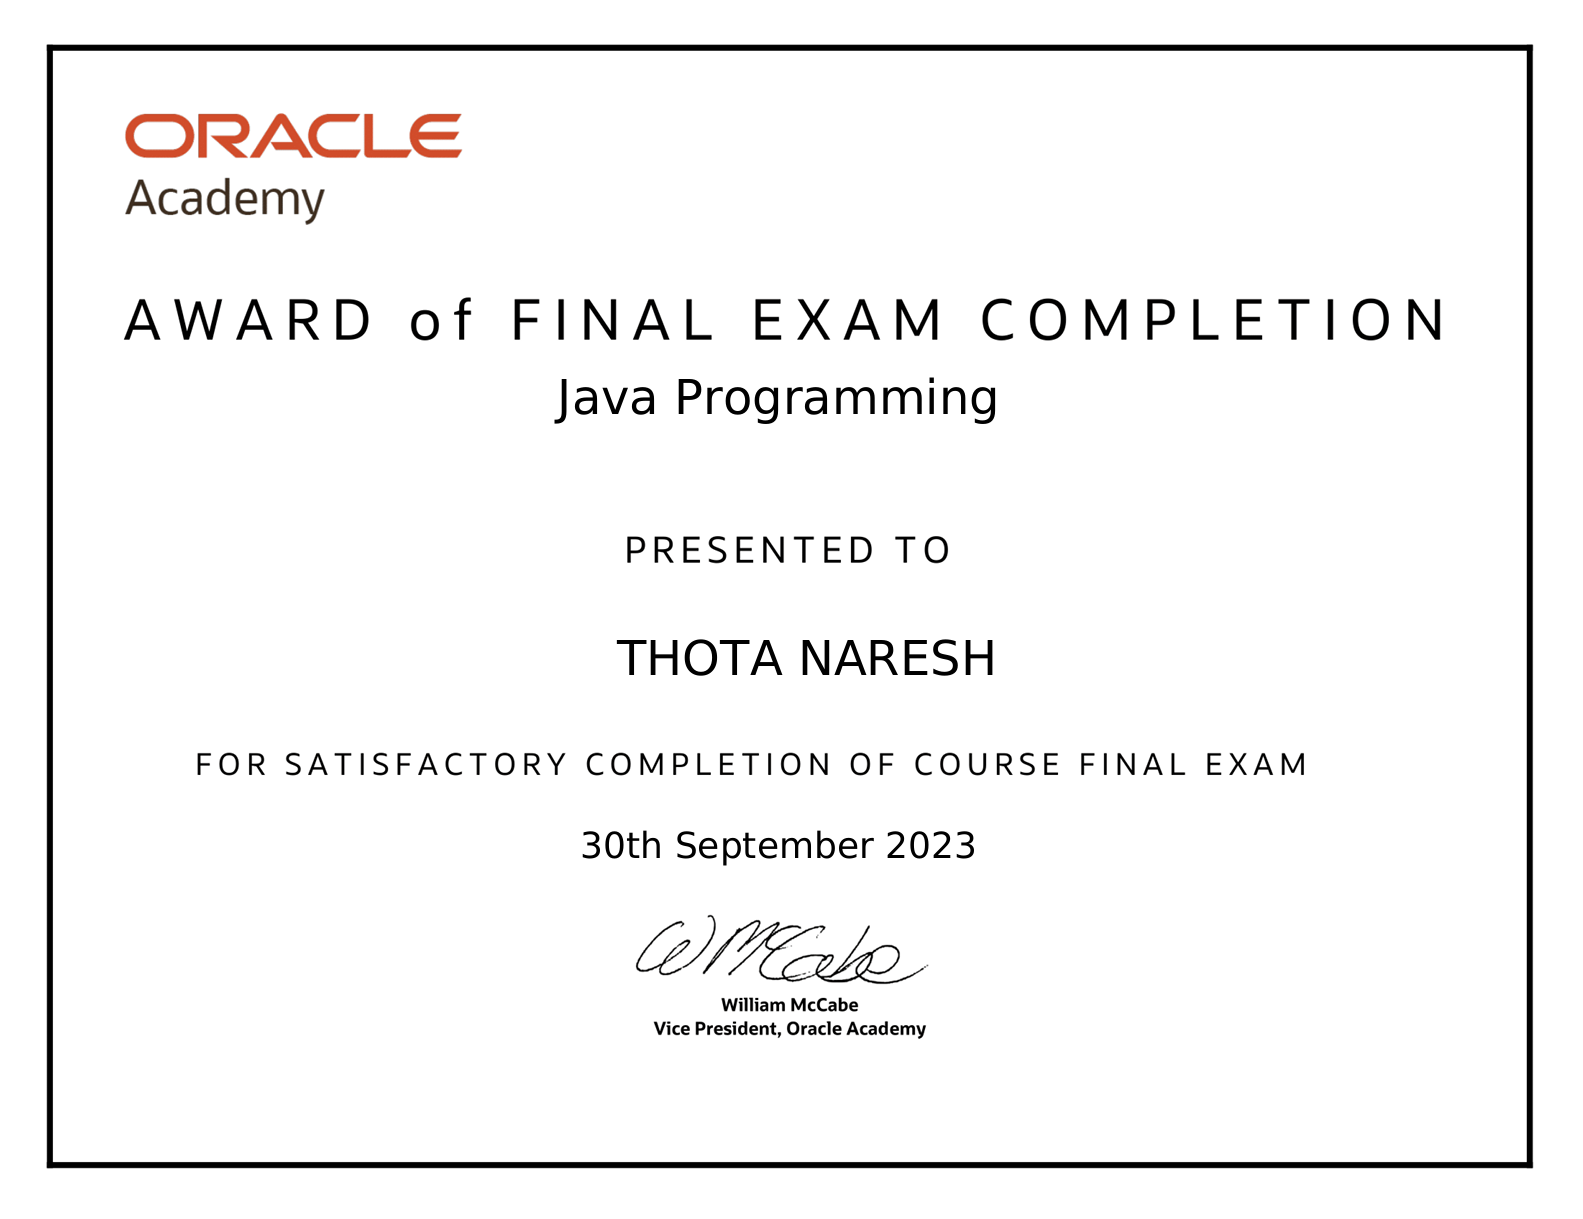 ORACLE
Academy
AWARD of FINAL EXAM COMPLETION
Java Programming
PRESENTED TO
THOTA NARESH
FOR SATISFACTORY COMPLETION OF COURSE FINAL EXAM
30th September 2023
W McCabe
William McCabe
Vice President, Oracle Academy